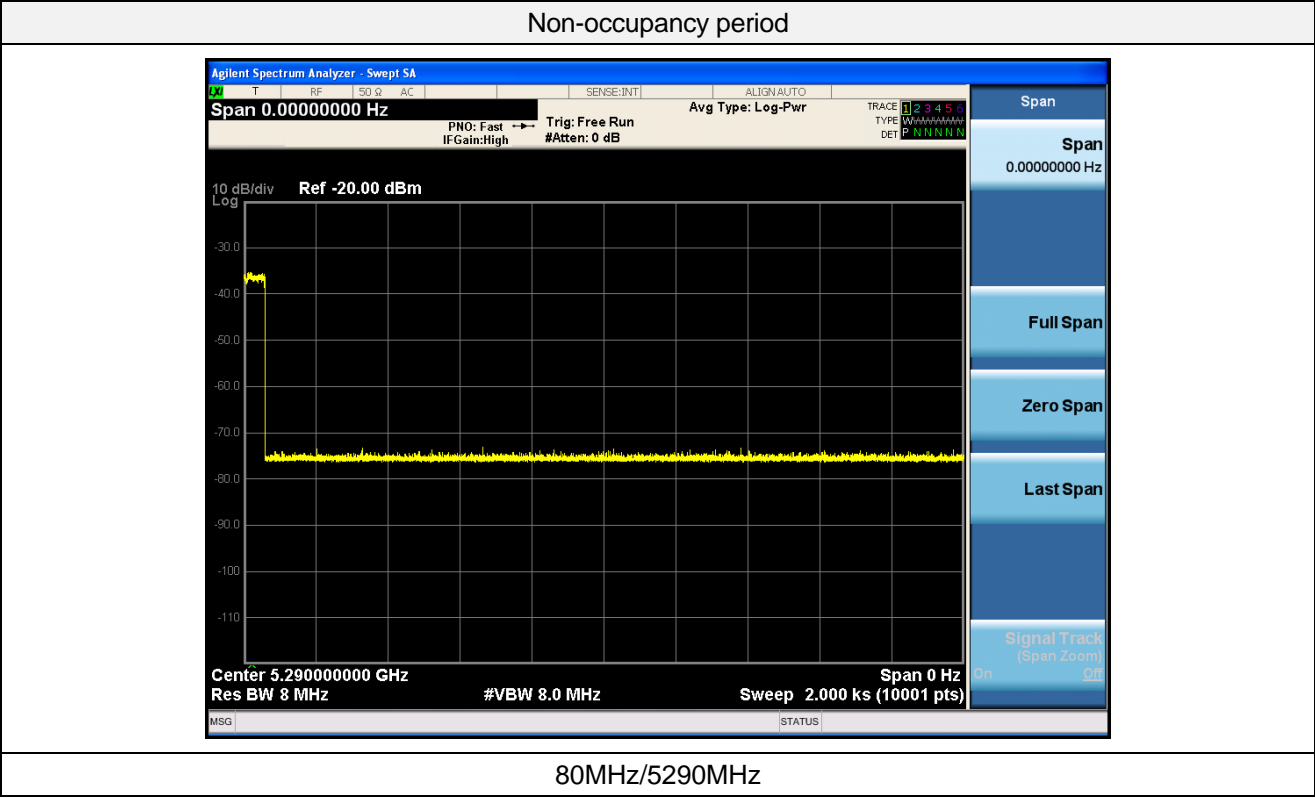 Non-occupancy period
Agilent Spectrum Analyzer - Swept SA
LXI T RF 50 Ω AC SENSE:INT ALIGN AUTO
Span 0.00000000 Hz
PNO: Fast
IFGain:High
Trig: Free Run
#Atten: 0 dB
Avg Type: Log-Pwr
TRACE 1 2 3 4 5 6
TYPE W
DET P N N N N N
10 dB/div Ref -20.00 dBm
Log
-30.0
-40.0
-50.0
-60.0
-70.0
-80.0
-90.0
-100
-110
Center 5.290000000 GHz Span 0 Hz
Res BW 8 MHz #VBW 8.0 MHz Sweep 2.000 ks (10001 pts)
MSG STATUS
Span
Span
0.00000000 Hz
Full Span
Zero Span
Last Span
Signal Track
(Span Zoom)
On Off
80MHz/5290MHz